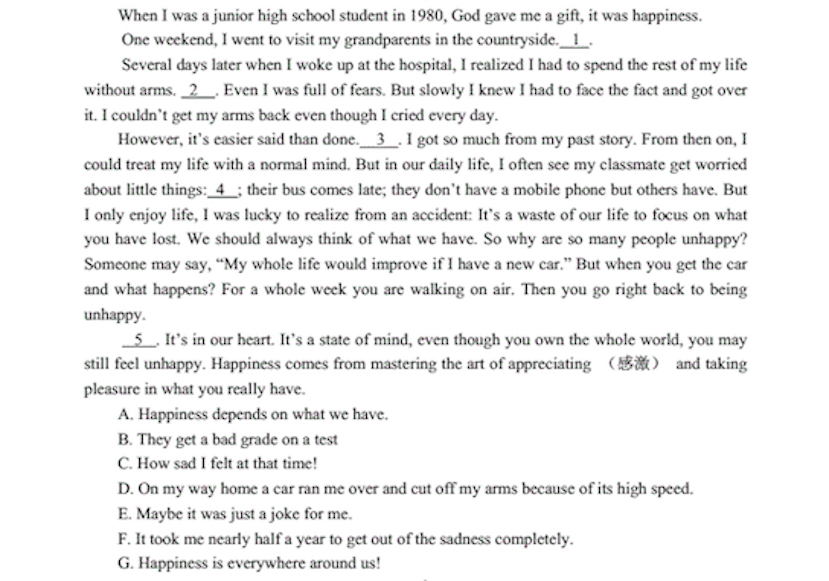 When I was a junior high school student in 1980, God gave me a gift, it was happiness.
One weekend, I went to visit my grandparents in the countryside.__1__.
Several days later when I woke up at the hospital, I realized I had to spend the rest of my life
without arms. __2__. Even I was full of fears. But slowly I knew I had to face the fact and got over
it. I couldn't get my arms back even though I cried every day.
However, it's easier said than done.__3__. I got so much from my past story. From then on, I
could treat my life with a normal mind. But in our daily life, I often see my classmate get worried
about little things:__4__; their bus comes late; they don't have a mobile phone but others have. But
I only enjoy life, I was lucky to realize from an accident: It's a waste of our life to focus on what
you have lost. We should always think of what we have. So why are so many people unhappy?
Someone may say, “My whole life would improve if I have a new car.” But when you get the car
and what happens? For a whole week you are walking on air. Then you go right back to being
unhappy.
__5__. It's in our heart. It's a state of mind, even though you own the whole world, you may
still feel unhappy. Happiness comes from mastering the art of appreciating （感激） and taking
pleasure in what you really have.
A. Happiness depends on what we have.
B. They get a bad grade on a test
C. How sad I felt at that time!
D. On my way home a car ran me over and cut off my arms because of its high speed.
E. Maybe it was just a joke for me.
F. It took me nearly half a year to get out of the sadness completely.
G. Happiness is everywhere around us!